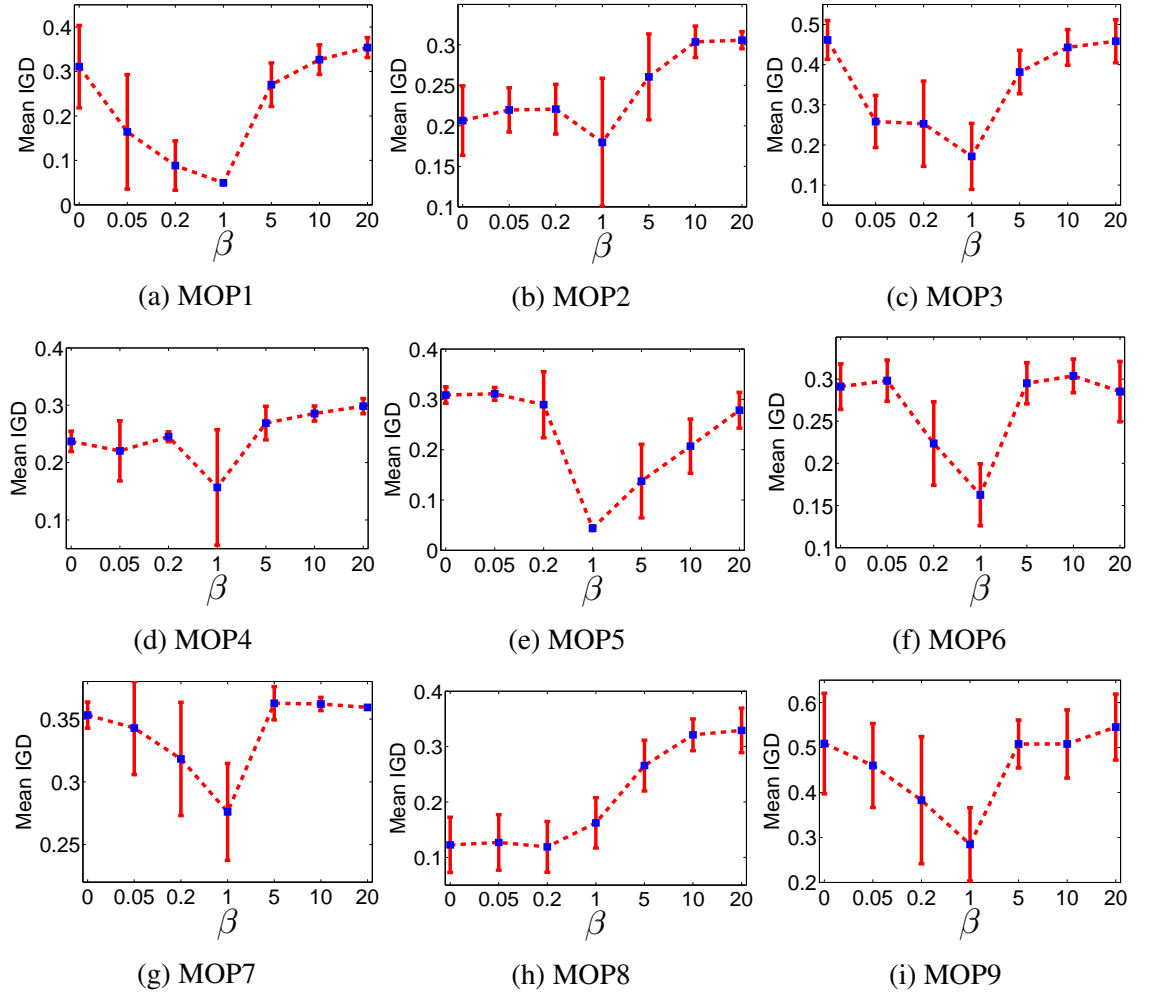 0.4
0.3
0.2
0.1
0
Mean IGD
0 0.05 0.2 1 5 10 20
β
(a) MOP1
0.3
0.25
0.2
0.15
0.1
Mean IGD
0 0.05 0.2 1 5 10 20
β
(b) MOP2
0.5
0.4
0.3
0.2
0.1
Mean IGD
0 0.05 0.2 1 5 10 20
β
(c) MOP3
0.4
0.3
0.2
0.1
Mean IGD
0 0.05 0.2 1 5 10 20
β
(d) MOP4
0.4
0.3
0.2
0.1
0
Mean IGD
0 0.05 0.2 1 5 10 20
β
(e) MOP5
0.3
0.25
0.2
0.15
0.1
Mean IGD
0 0.05 0.2 1 5 10 20
β
(f) MOP6
0.35
0.3
0.25
Mean IGD
0 0.05 0.2 1 5 10 20
β
(g) MOP7
0.4
0.3
0.2
0.1
Mean IGD
0 0.05 0.2 1 5 10 20
β
(h) MOP8
0.6
0.5
0.4
0.3
0.2
Mean IGD
0 0.05 0.2 1 5 10 20
β
(i) MOP9